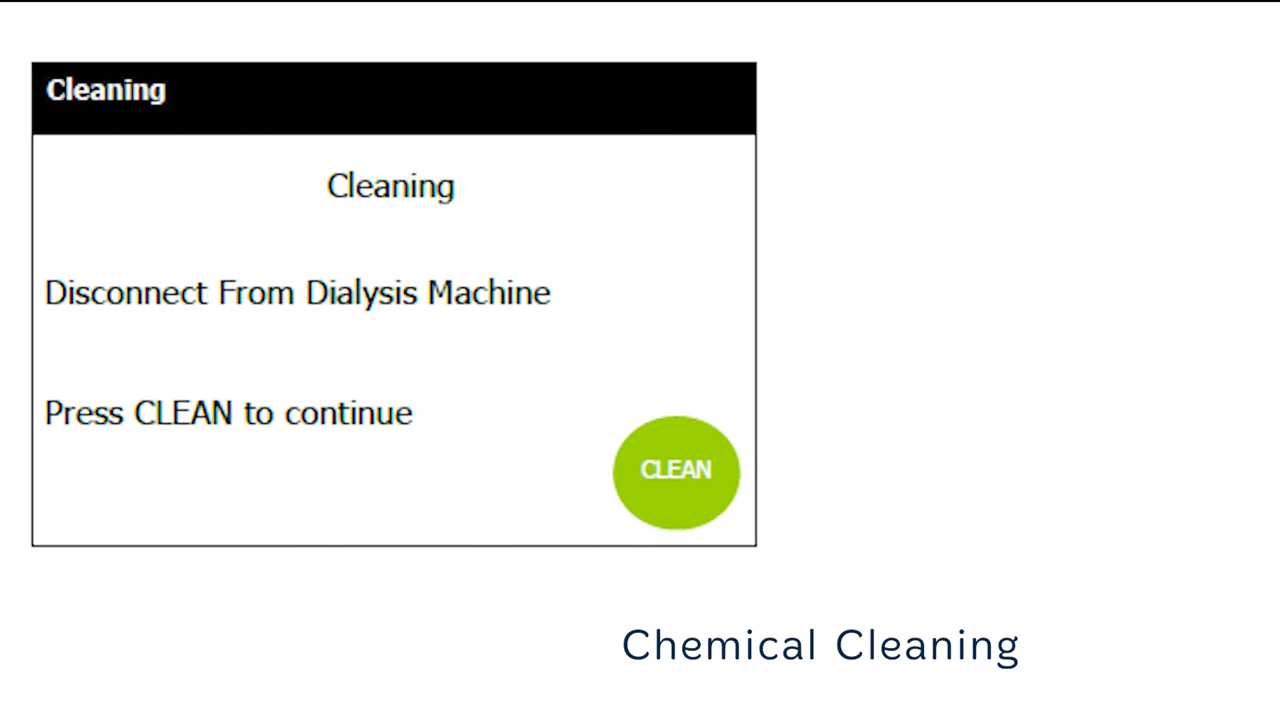 Cleaning
Cleaning
Disconnect From Dialysis Machine
Press CLEAN to continue
CLEAN
Chemical Cleaning